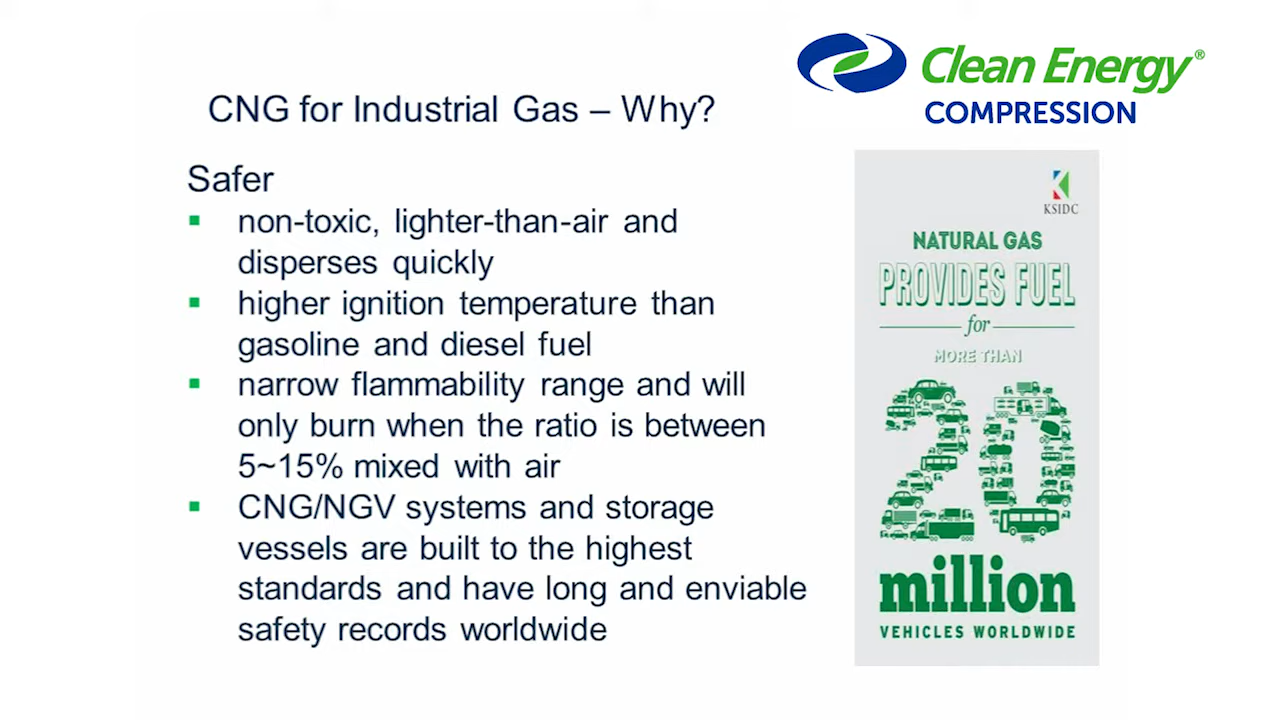 CNG for Industrial Gas – Why?
Clean Energy®
COMPRESSION
Safer
▪ non-toxic, lighter-than-air and
disperses quickly
▪ higher ignition temperature than
gasoline and diesel fuel
▪ narrow flammability range and will
only burn when the ratio is between
5~15% mixed with air
▪ CNG/NGV systems and storage
vessels are built to the highest
standards and have long and enviable
safety records worldwide
KSIDC
NATURAL GAS
PROVIDES FUEL
for
MORE THAN
20
million
VEHICLES WORLDWIDE